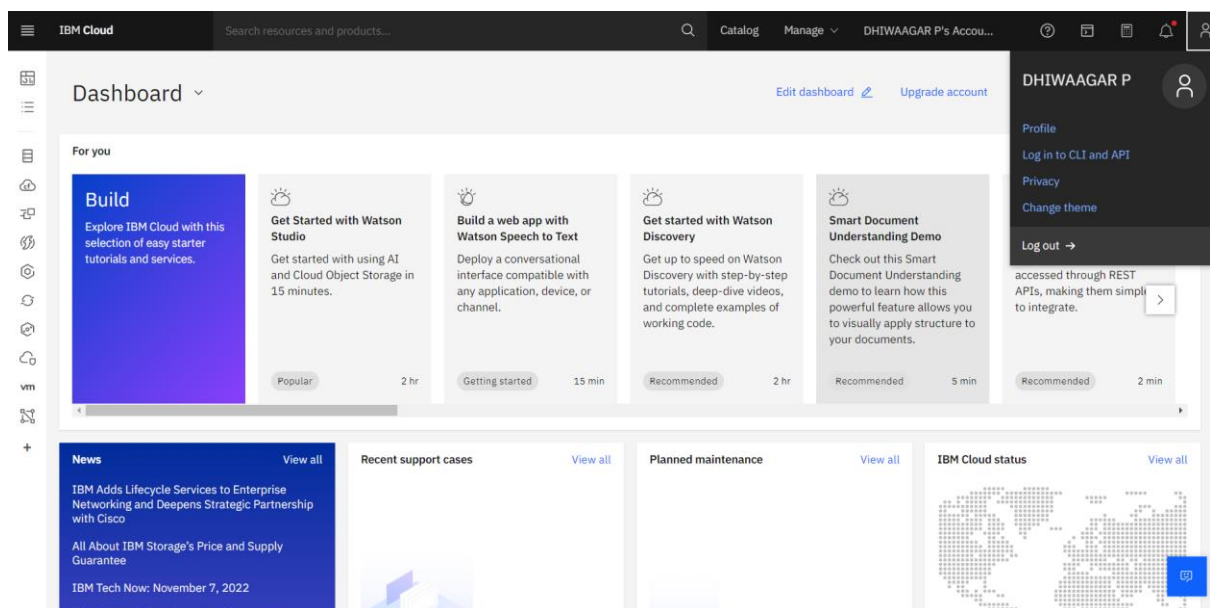 IBM Cloud
Search resources and products...
Catalog
Manage
DHIWAAGAR P's Accou...
Dashboard
Edit dashboard
Upgrade account
DHIWAAGAR P
Profile
Log in to CLI and API
Privacy
Change theme
Log out →
For you
Build
Explore IBM Cloud with this
selection of easy starter
tutorials and services.
Get Started with Watson
Studio
Get started with using AI
and Cloud Object Storage in
15 minutes.
Popular
2 hr
Build a web app with
Watson Speech to Text
Deploy a conversational
interface compatible with
any application, device, or
channel.
Getting started
15 min
Get started with Watson
Discovery
Get up to speed on Watson
Discovery with step-by-step
tutorials, deep-dive videos,
and complete examples of
working code.
Recommended
2 hr
Smart Document
Understanding Demo
Check out this Smart
Document Understanding
demo to learn how this
powerful feature allows you
to visually apply structure to
your documents.
Recommended
5 min
accessed through REST
APIs, making them simpl
to integrate.
Recommended
2 min
vm
News
View all
IBM Adds Lifecycle Services to Enterprise
Networking and Deepens Strategic Partnership
with Cisco
All About IBM Storage's Price and Supply
Guarantee
IBM Tech Now: November 7, 2022
Recent support cases
View all
Planned maintenance
View all
IBM Cloud status
View all